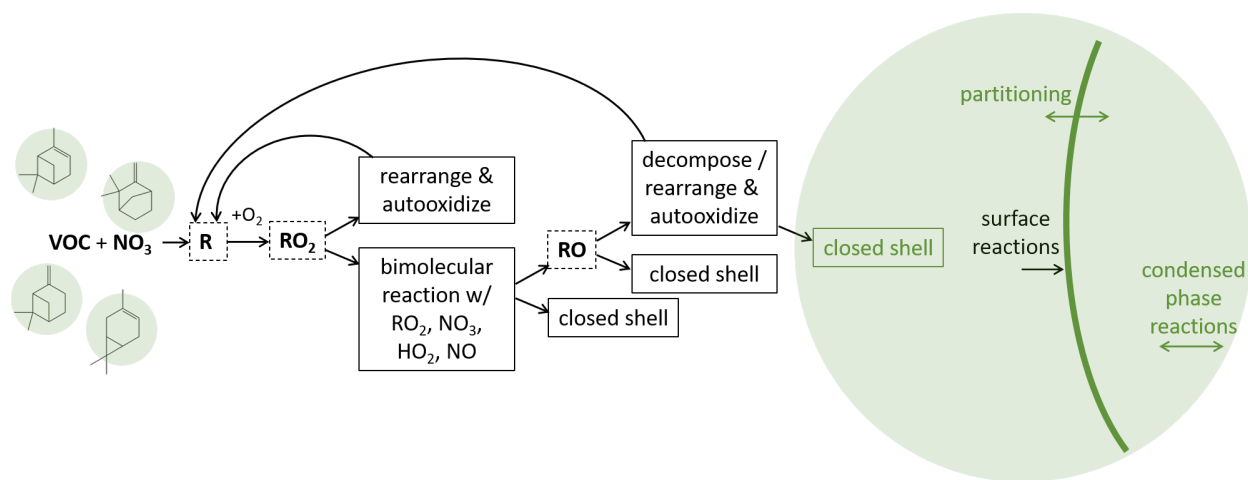 VOC + NO₃
R
+O₂
RO₂
rearrange &
autooxidize
bimolecular
reaction w/
RO₂, NO₃,
HO₂, NO
RO
closed shell
decompose /
rearrange &
autooxidize
closed shell
closed shell
partitioning
surface
reactions
condensed
phase
reactions